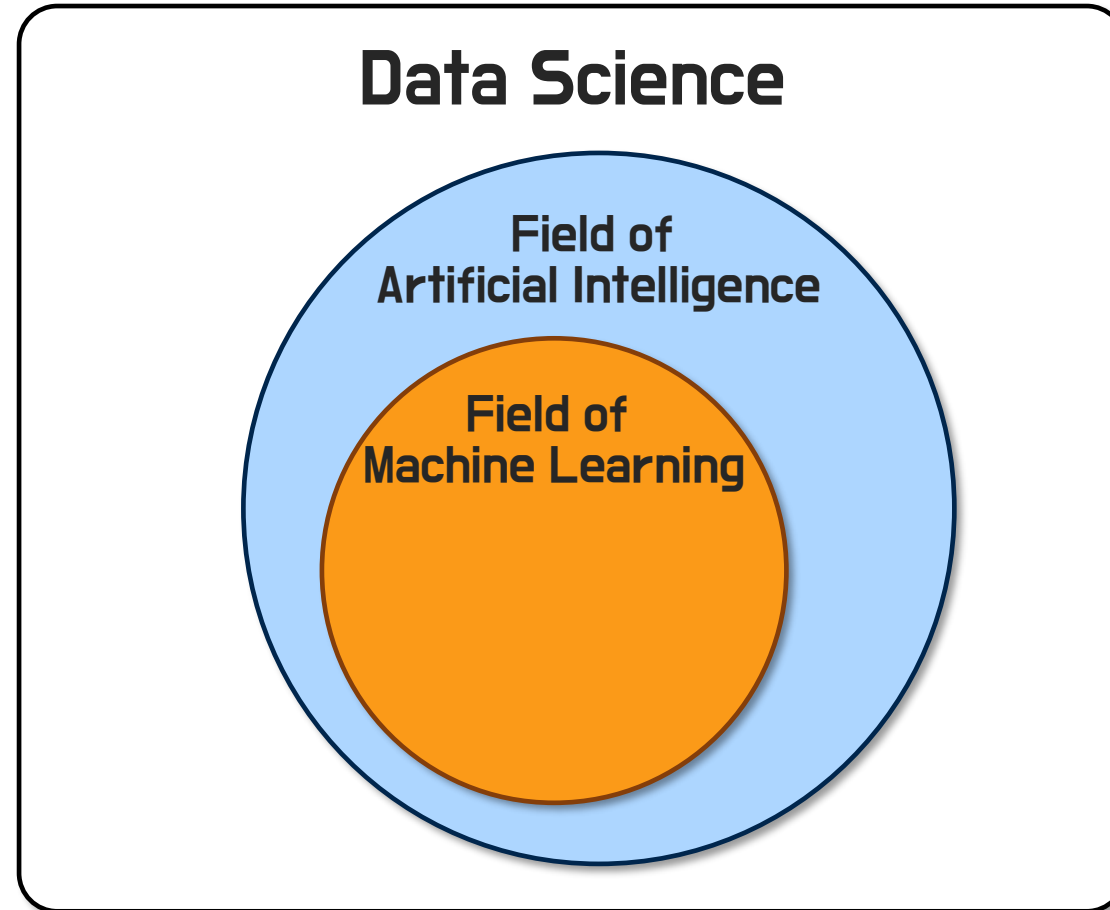 Data Science
Field of
Artificial Intelligence
Field of
Machine Learning